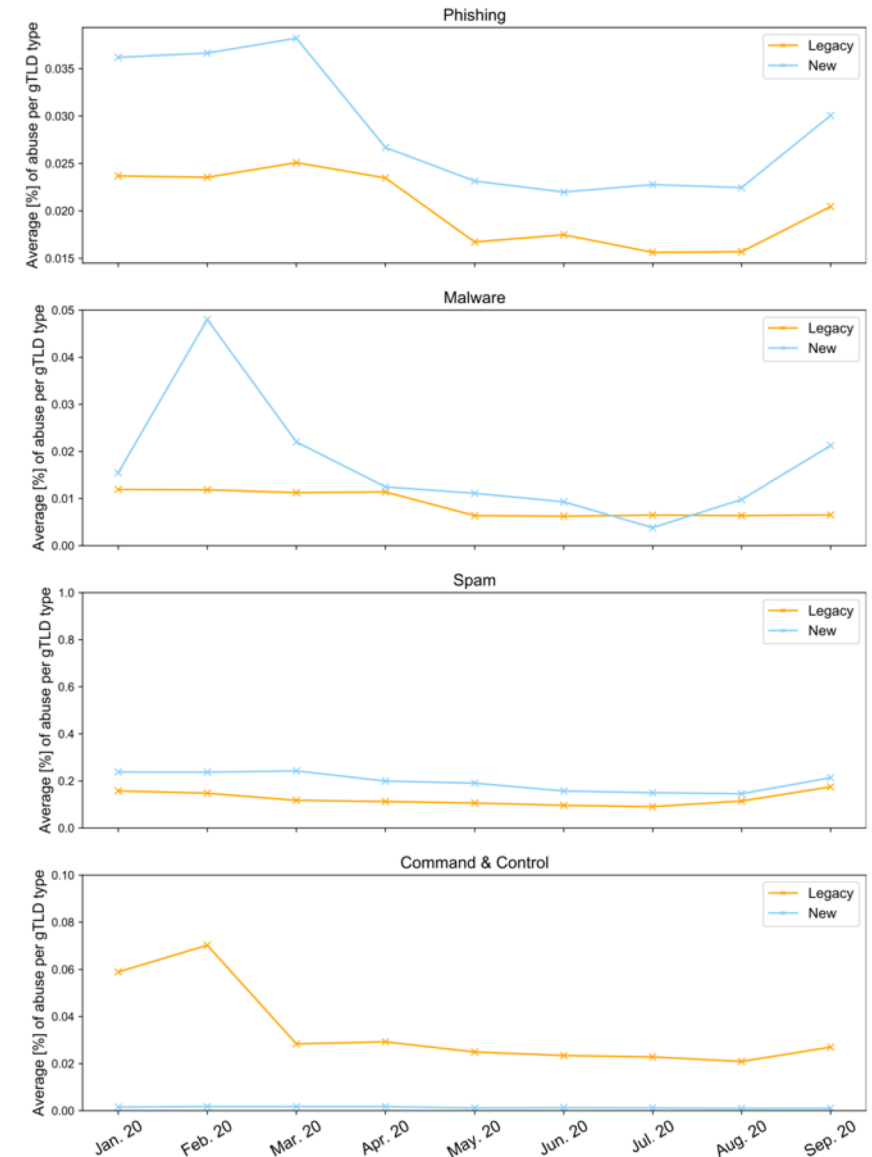 Phishing
Average [%] of abuse per gTLD type
0.035
0.030
0.025
0.020
0.015
Legacy
New
Malware
Average [%] of abuse per gTLD type
0.05
0.04
0.03
0.02
0.01
0.00
Legacy
New
Spam
Average [%] of abuse per gTLD type
1.0
0.8
0.6
0.4
0.2
0.0
Legacy
New
Command & Control
Average [%] of abuse per gTLD type
0.10
0.08
0.06
0.04
0.02
0.00
Legacy
New
Jan. 20 Feb. 20 Mar. 20 Apr. 20 May. 20 Jun. 20 Jul. 20 Aug. 20 Sep. 20